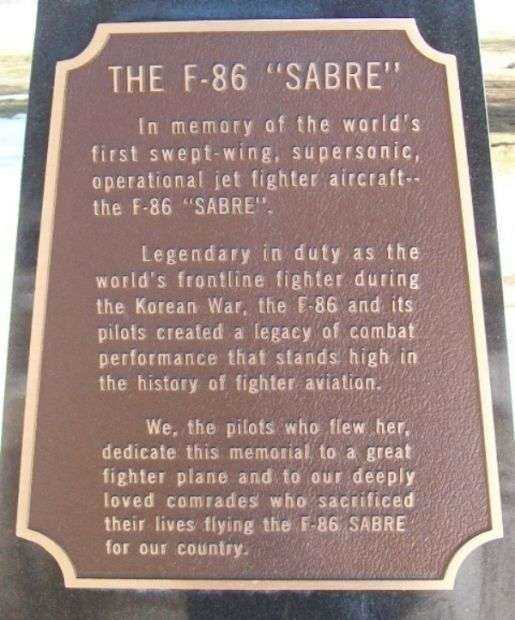 THE F-86 "SABRE"
In memory of the world's
first swept-wing, supersonic,
operational jet fighter aircraft--
the F-86 "SABRE".
Legendary in duty as the
world's frontline fighter during
the Korean War, the F-86 and its
pilots created a legacy of combat
performance that stands high in
the history of fighter aviation.
We, the pilots who flew her,
dedicate this memorial to a great
fighter plane and to our deeply
loved comrades who sacrificed
their lives flying the F-86 SABRE
for our country.